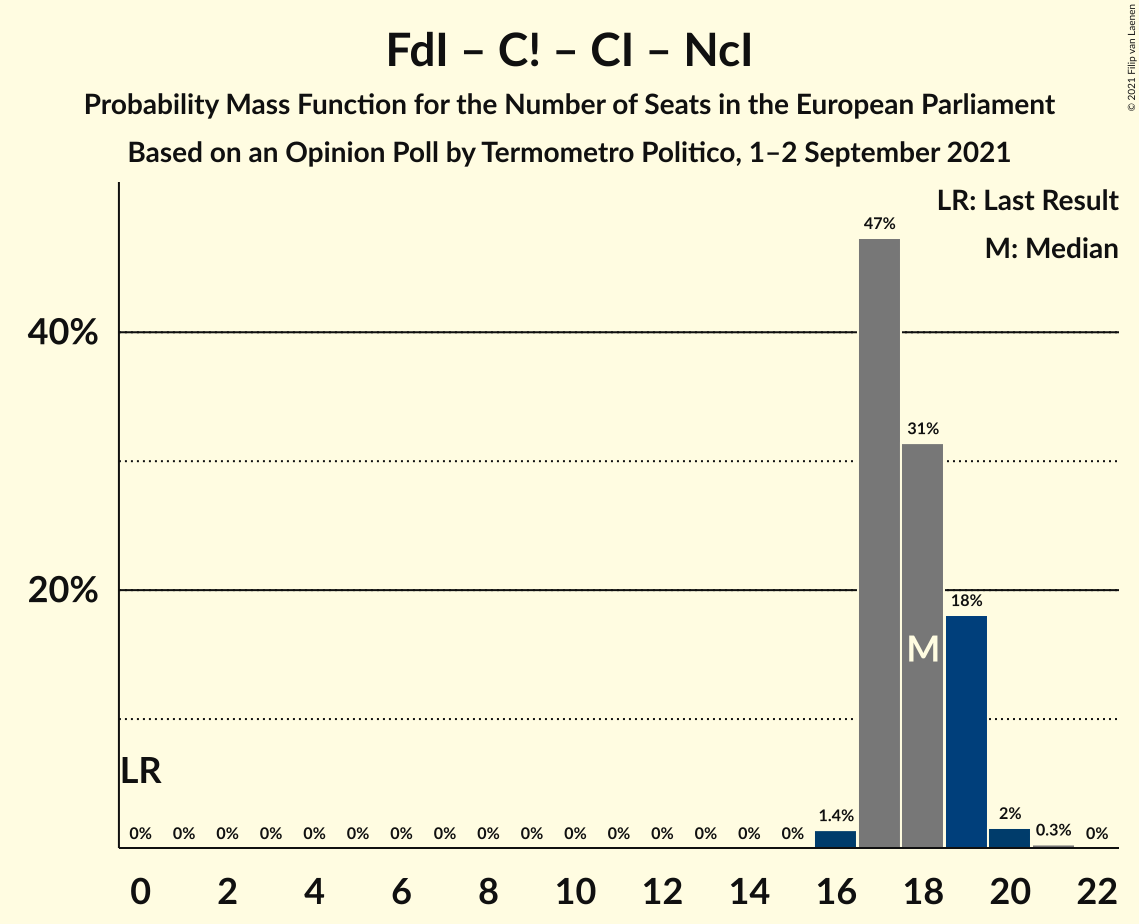 FdI – C! – CI – NcI
Probability Mass Function for the Number of Seats in the European Parliament
Based on an Opinion Poll by Termometro Politico, 1–2 September 2021
© 2021 Filip van Laenen
LR: Last Result
M: Median
47%
40%
31%
20%
18%
M
LR
0% 0% 0% 0% 0% 0% 0% 0% 0% 0% 0% 0% 0% 0% 0% 0% 1.4% 2% 0.3% 0%
0 2 4 6 8 10 12 14 16 18 20 22